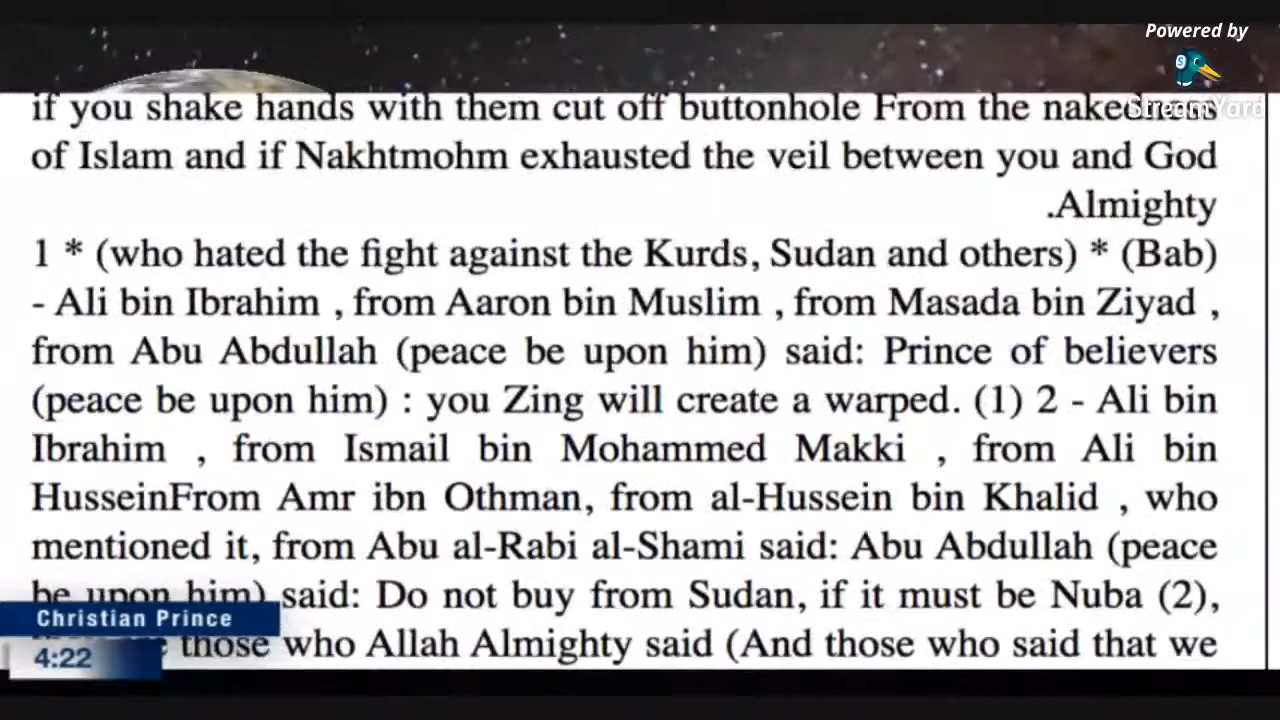 Powered by
StreamYard
if you shake hands with them cut off buttonhole From the
of Islam and if Nakhtmohm exhausted the veil between you and God
.Almighty
1 * (who hated the fight against the Kurds, Sudan and others) * (Bab)
- Ali bin Ibrahim , from Aaron bin Muslim , from Masada bin Ziyad ,
from Abu Abdullah (peace be upon him) said: Prince of believers
(peace be upon him) : you Zing will create a warped. (1) 2 - Ali bin
Ibrahim , from Ismail bin Mohammed Makki , from Ali bin
HusseinFrom Amr ibn Othman, from al-Hussein bin Khalid , who
mentioned it, from Abu al-Rabi al-Shami said: Abu Abdullah (peace
be upon him) said: Do not buy from Sudan, if it must be Nuba (2),
those who Allah Almighty said (And those who said that we
Christian Prince
4:22